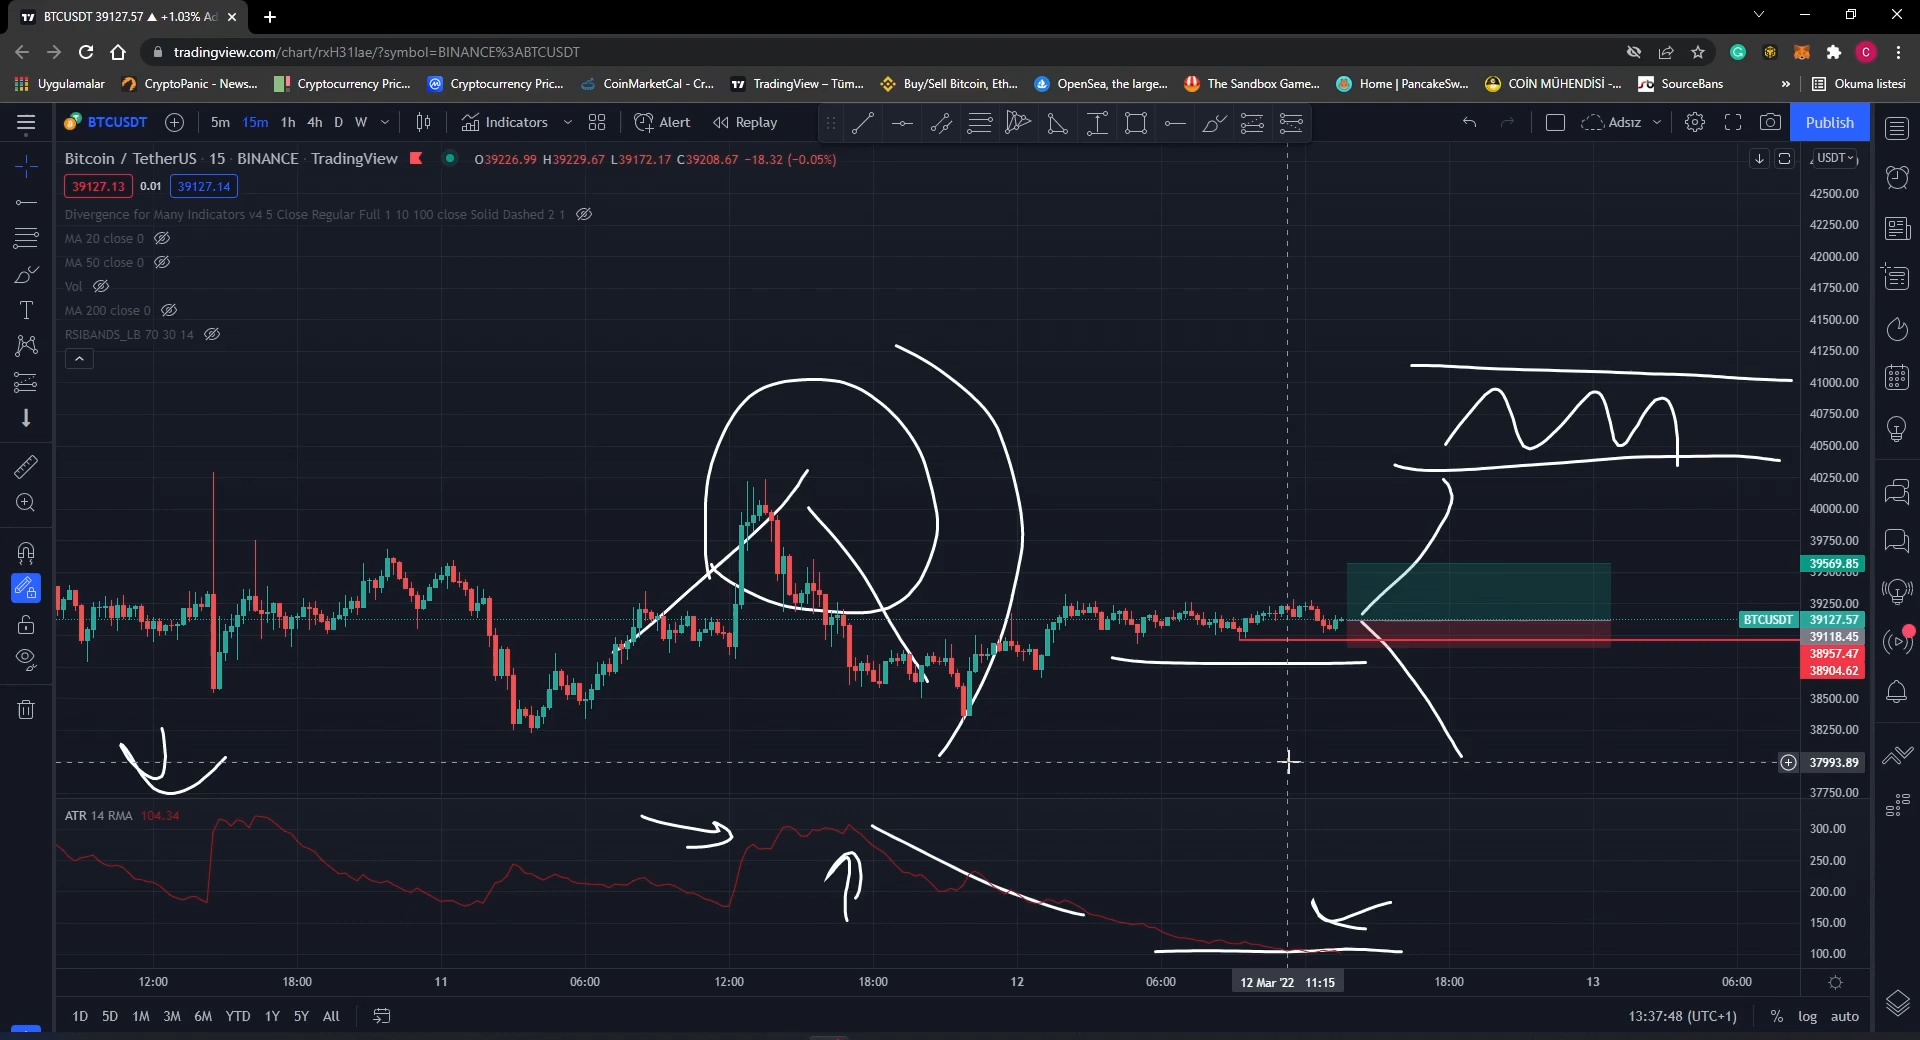 BTCUSDT 39127.57 ▲ +1.03% Ad
tradingview.com/chart/rxH31Iae/?symbol=BINANCE%3ABTCUSDT
C
Uygulamalar CryptoPanic - News... Cryptocurrency Pric... Cryptocurrency Pric... CoinMarketCal - Cr... TradingView – Tüm... Buy/Sell Bitcoin, Eth... OpenSea, the large... The Sandbox Game... Home | PancakeSw... COİN MÜHENDİSİ -... SourceBans » Okuma listesi
BTCUSDT 5m 15m 1h 4h D W Indicators Alert Replay Adsız Publish
Bitcoin / TetherUS · 15 · BINANCE · TradingView O39226.99 H39229.67 L39172.17 C39208.67 −18.32 (−0.05%) USDT
39127.13 0.01 39127.14
Divergence for Many Indicators v4 5 Close Regular Full 1 10 100 close Solid Dashed 2 1
MA 20 close 0
MA 50 close 0
Vol
MA 200 close 0
RSIBANDS_LB 70 30 14
42500.00
42250.00
42000.00
41750.00
41500.00
41250.00
41000.00
40750.00
40500.00
40250.00
40000.00
39750.00
39569.85
39500.00
39250.00
BTCUSDT 39127.57
39118.45
38957.47
38904.62
38500.00
38250.00
37993.89
37750.00
ATR 14 RMA 104.34
300.00
250.00
200.00
150.00
100.00
12:00 18:00 11 06:00 12:00 18:00 12 06:00 12 Mar '22 11:15 18:00 13 06:00
1D 5D 1M 3M 6M YTD 1Y 5Y All 13:37:48 (UTC+1) % log auto